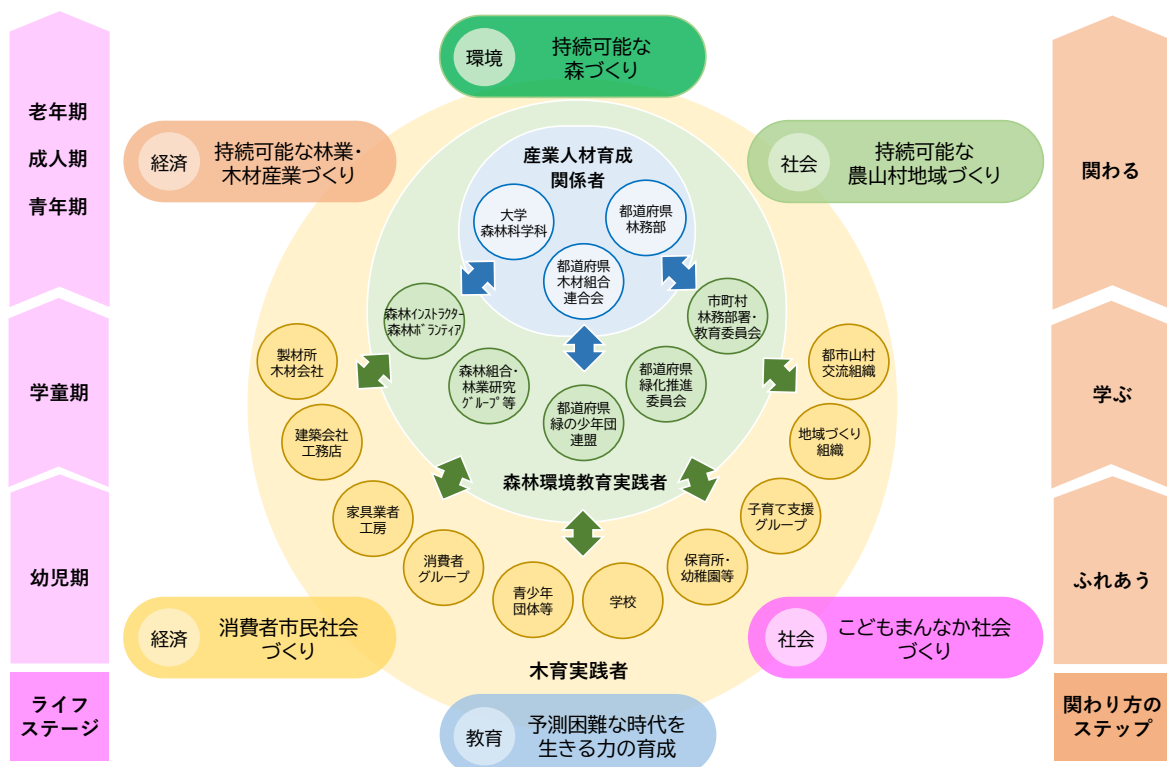 環境
持続可能な
森づくり
経済
持続可能な林業・
木材産業づくり
社会
持続可能な
農山村地域づくり
老年期
成人期
青年期
学童期
幼児期
ライフ
ステージ
関わる
学ぶ
ふれあう
関わり方の
ステップ
産業人材育成
関係者
大学
森林科学科
都道府県
林務部
都道府県
木材組合
連合会
森林ｲﾝｽﾄﾗｸﾀｰ
森林ﾎﾞﾗﾝﾃｨｱ
市町村
林務部署・
教育委員会
森林組合・
林業研究
ｸﾞﾙｰﾌﾟ等
都道府県
緑化推進
委員会
都道府県
緑の少年団
連盟
森林環境教育実践者
製材所
木材会社
都市山村
交流組織
建築会社
工務店
地域づくり
組織
家具業者
工房
子育て支援
グループ
消費者
グループ
保育所・
幼稚園等
青少年
団体等
学校
木育実践者
経済
消費者市民社会
づくり
社会
こどもまんなか社会
づくり
教育
予測困難な時代を
生きる力の育成